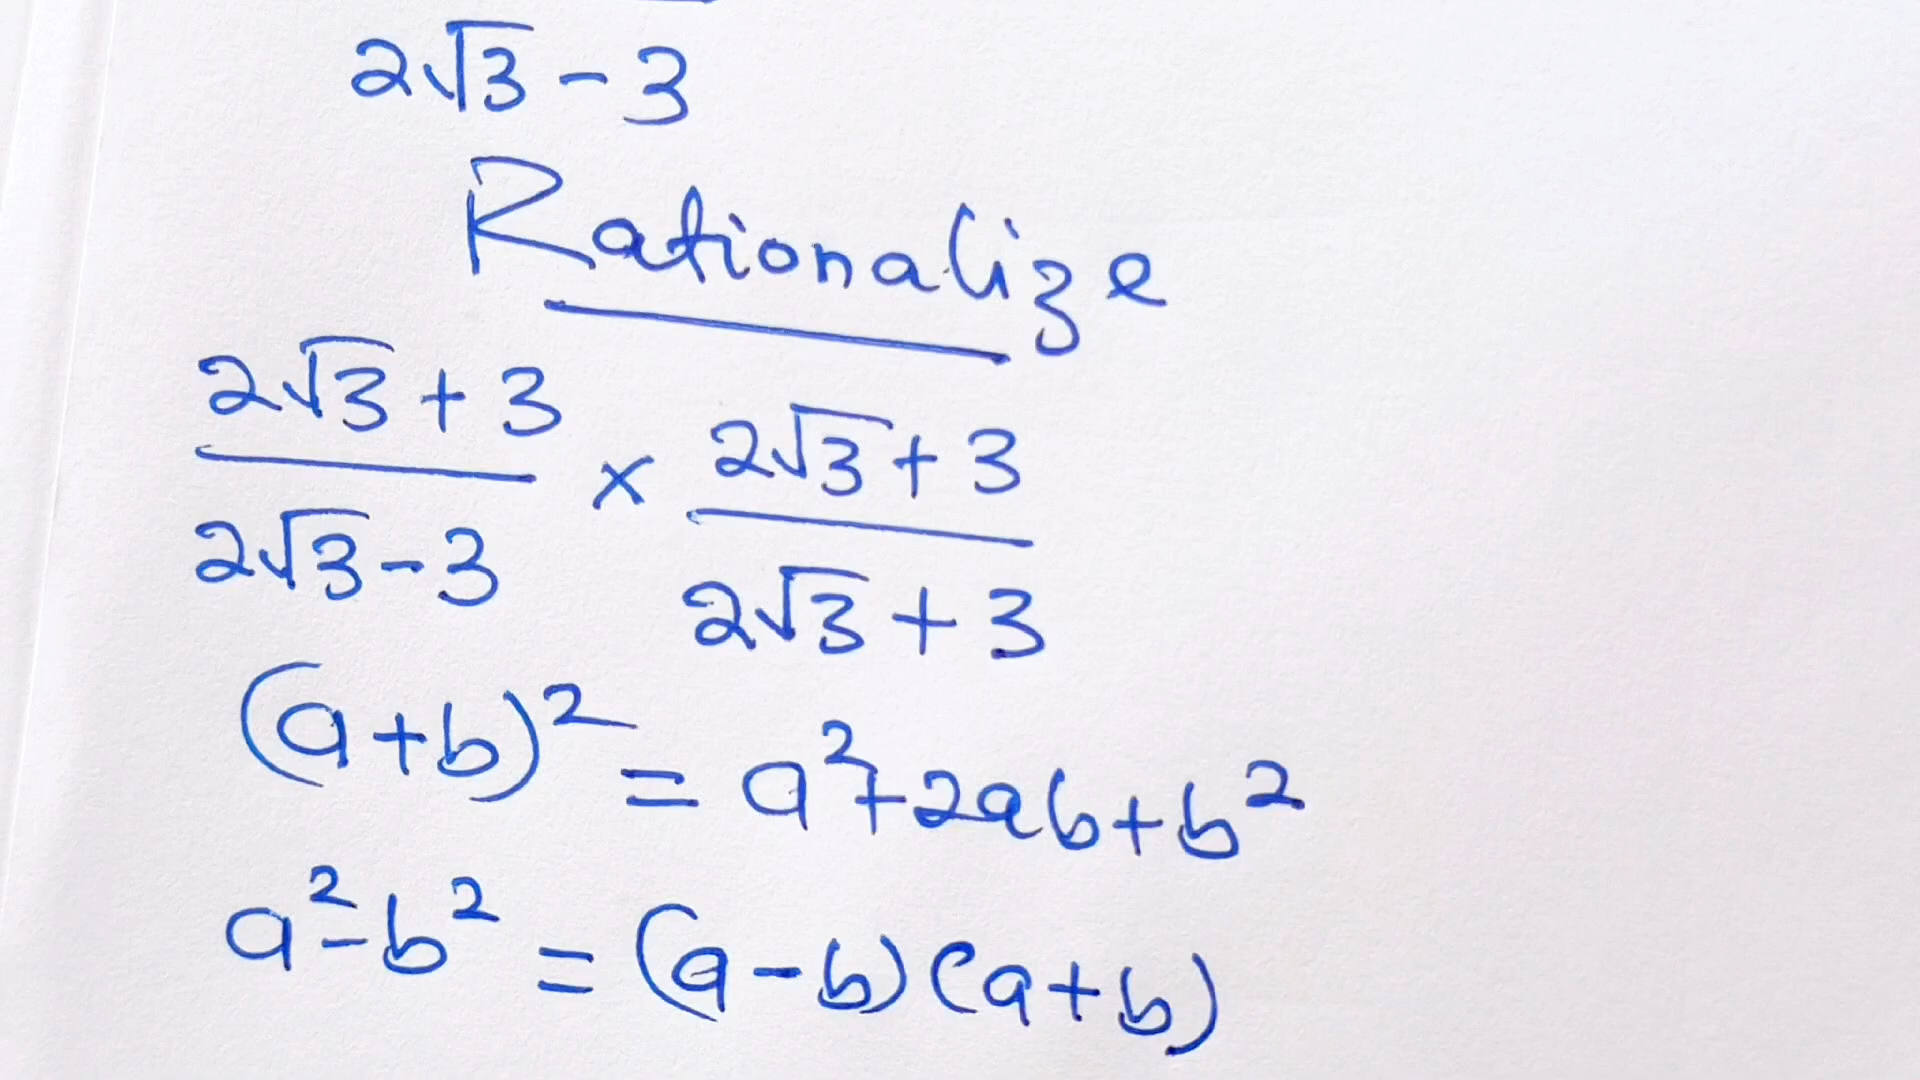 2√3 - 3
Rationalize
2√3 + 3 / 2√3 - 3 × 2√3 + 3 / 2√3 + 3
(a+b)² = a²+2ab+b²
a²-b² = (a-b)(a+b)